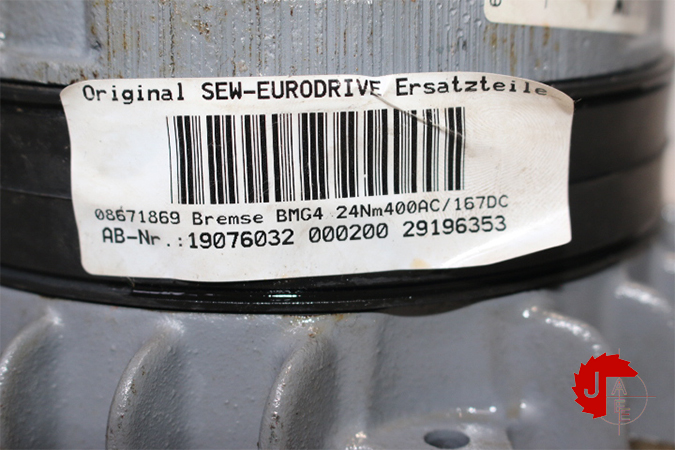 Original SEW-EURODRIVE Ersatzteile
08671869 Bremse BMG4 24Nm400AC/167DC
AB-Nr.:19076032 000200 29196353
J